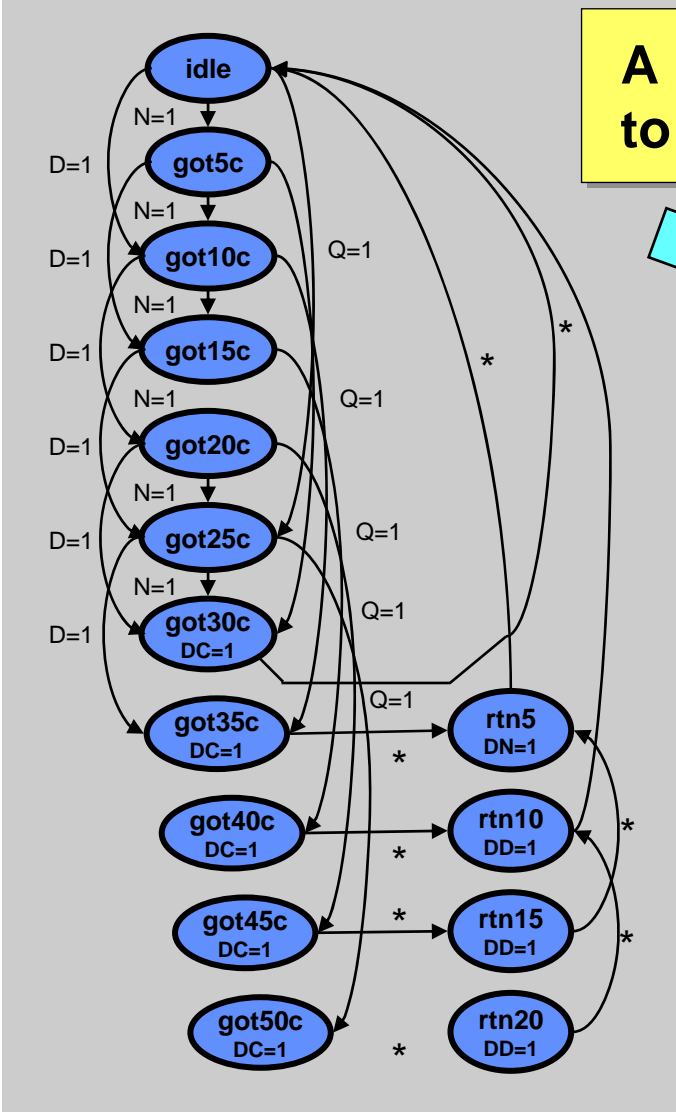 A
to
idle
N=1
D=1
got5c
N=1
Q=1
D=1
got10c
N=1
*
D=1
got15c
*
N=1
Q=1
D=1
got20c
N=1
Q=1
D=1
got25c
N=1
Q=1
D=1
got30c
DC=1
Q=1
got35c
DC=1
*
rtn5
DN=1
got40c
DC=1
*
rtn10
DD=1
*
got45c
DC=1
*
rtn15
DD=1
*
got50c
DC=1
*
rtn20
DD=1